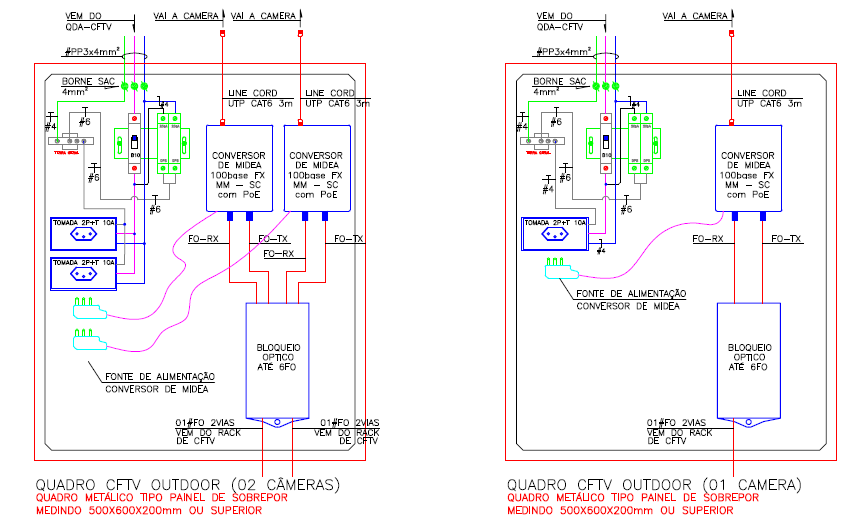 VEM DO
QDA-CFTV
VAI A CAMERA
VAI A CAMERA
#PP3x4mm²
BORNE SAC
4mm²
LINE CORD
UTP CAT6 3m
#4
#6
#4
B10
#6
#6
CONVERSOR
DE MIDEA
100base FX
MM - SC
com PoE
CONVERSOR
DE MIDEA
100base FX
MM - SC
com PoE
TOMADA 2P+T 10A
TOMADA 2P+T 10A
FO-RX
FO-TX
FO-RX
FO-TX
BLOQUEIO
OPTICO
ATÉ 6FO
FONTE DE ALIMENTAÇÃO
CONVERSOR DE MIDEA
01#FO 2VIAS
VEM DO RACK
DE CFTV
01#FO 2VIAS
VEM DO RACK
DE CFTV
QUADRO CFTV OUTDOOR (02 CÂMERAS)
QUADRO METÁLICO TIPO PAINEL DE SOBREPOR
MEDINDO 500X600X200mm OU SUPERIOR
VEM DO
QDA-CFTV
VAI A CAMERA
#PP3x4mm²
BORNE SAC
4mm²
LINE CORD
UTP CAT6 3m
#4
#6
B10
#4
#6
#6
CONVERSOR
DE MIDEA
100base FX
MM - SC
com PoE
TOMADA 2P+T 10A
#4
FO-RX
FO-TX
FONTE DE ALIMENTAÇÃO
CONVERSOR DE MIDEA
BLOQUEIO
OPTICO
ATÉ 6FO
01#FO 2VIAS
VEM DO RACK
DE CFTV
QUADRO CFTV OUTDOOR (01 CAMERA)
QUADRO METÁLICO TIPO PAINEL DE SOBREPOR
MEDINDO 500X600X200mm OU SUPERIOR